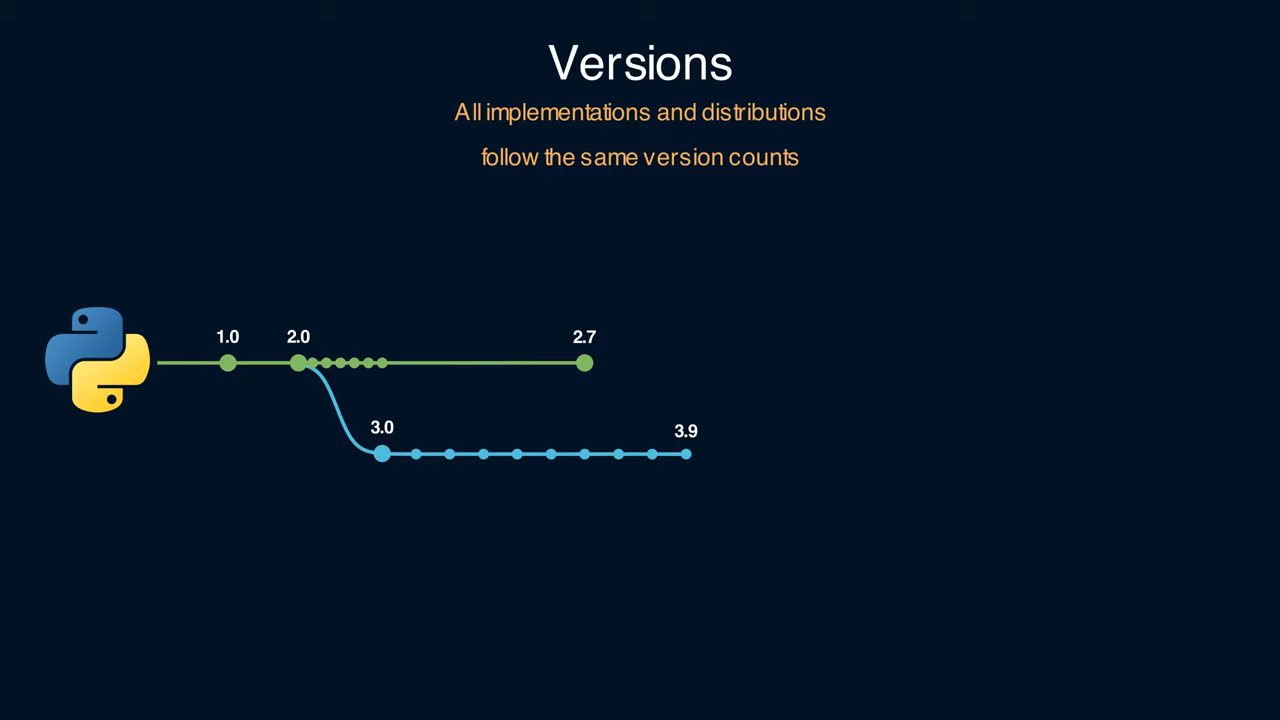 Versions
All implementations and distributions
follow the same version counts
1.0 2.0 2.7
3.0 3.9